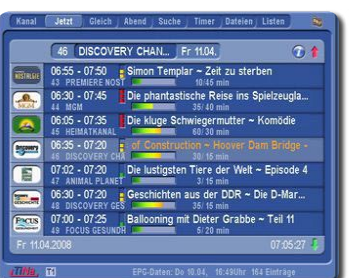 Kanal Jetzt Gleich Abend Suche Timer Dateien Listen
46 DISCOVERY CHAN... Fr 11.04.
06:55 - 07:50 Simon Templar ~ Zeit zu sterben
43 PREMIERE NOST 10/45 min
06:30 - 07:45 Die phantastische Reise ins Spielzeugla...
44 MGM 35/40 min
06:05 - 07:35 Die kluge Schwiegermutter ~ Komödie
45 HEIMATKANAL 60/30 min
06:35 - 07:20 of Construction ~ Hoover Dam Bridge -
46 DISCOVERY CHA 30/15 min
07:02 - 07:20 Die lustigsten Tiere der Welt ~ Episode 4
47 ANIMAL PLANET 3/15 min
06:30 - 07:20 Geschichten aus der DDR ~ Die D-Mar...
48 DISCOVERY GES 35/15 min
07:00 - 07:25 Ballooning mit Dieter Grabbe ~ Teil 11
49 FOCUS GESUNDH 5/20 min
Fr 11.04.2008 07:05:27
EPG-Daten: Do 10.04, 16:49Uhr 164 Einträge